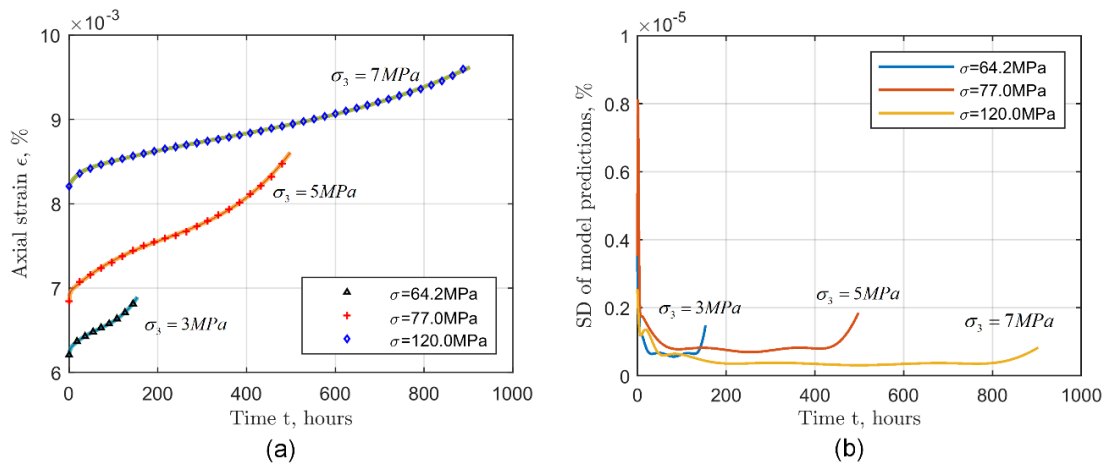 ×10⁻³
10
9
8
7
6
Axial strain ϵ, %
σ₃ = 7MPa
σ₃ = 5MPa
σ₃ = 3MPa
σ=64.2MPa
σ=77.0MPa
σ=120.0MPa
0 200 400 600 800 1000
Time t, hours
(a)
×10⁻⁵
1
0.8
0.6
0.4
0.2
0
SD of model predictions, %
σ=64.2MPa
σ=77.0MPa
σ=120.0MPa
σ₃ = 3MPa
σ₃ = 5MPa
σ₃ = 7MPa
0 200 400 600 800 1000
Time t, hours
(b)